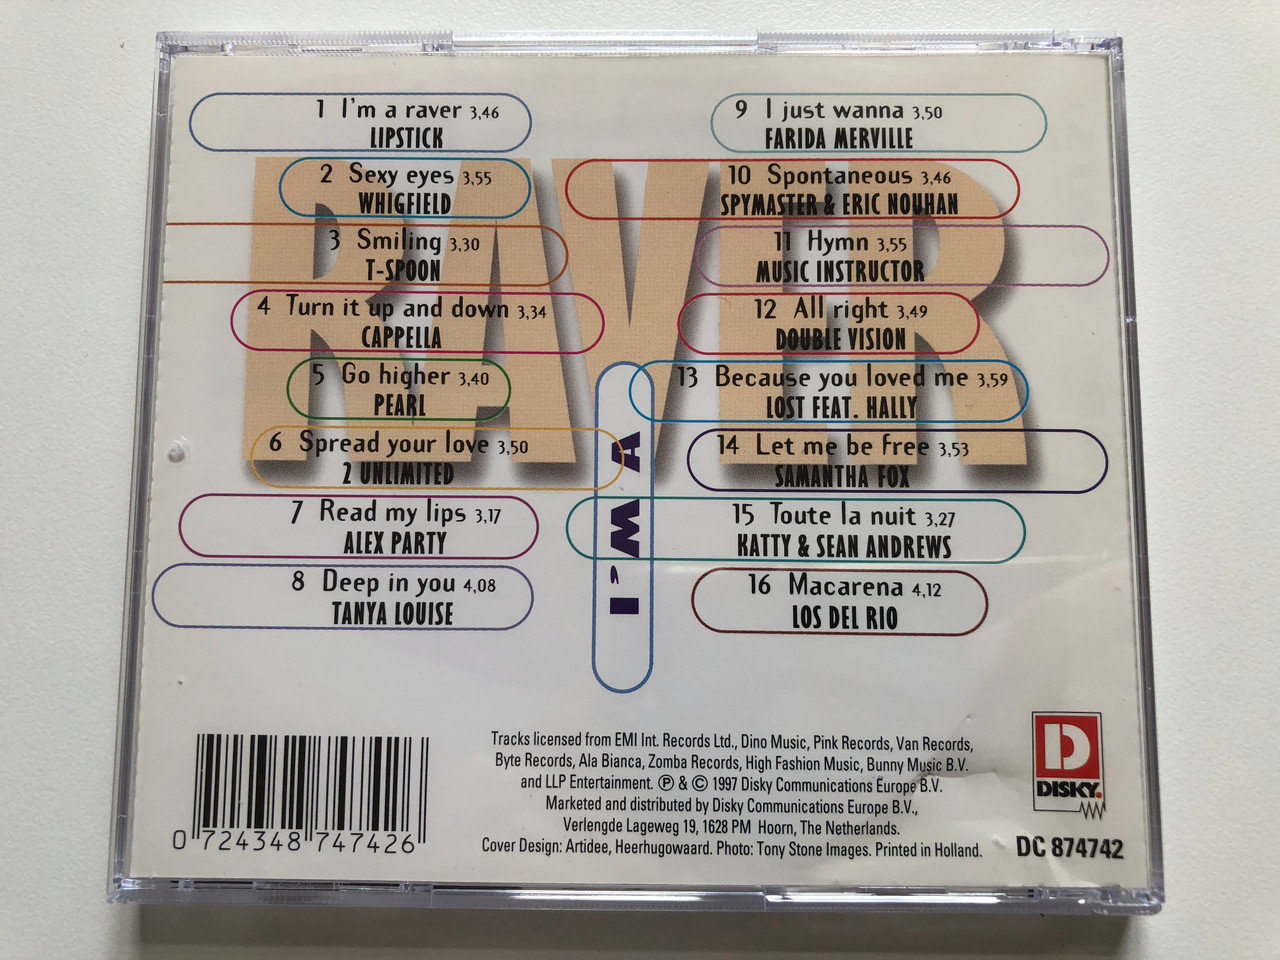 1 I'm a raver 3,46
LIPSTICK
2 Sexy eyes 3,55
WHIGFIELD
3 Smiling 3,30
T-SPOON
4 Turn it up and down 3,34
CAPPELLA
5 Go higher 3,40
PEARL
6 Spread your love 3,50
2 UNLIMITED
7 Read my lips 3,17
ALEX PARTY
8 Deep in you 4,08
TANYA LOUISE
9 I just wanna 3,50
FARIDA MERVILLE
10 Spontaneous 3,46
SPYMASTER & ERIC NOUHAN
11 Hymn 3,55
MUSIC INSTRUCTOR
12 All right 3,49
DOUBLE VISION
13 Because you loved me 3,59
LOST FEAT. HALLY
14 Let me be free 3,53
SAMANTHA FOX
15 Toute la nuit 3,27
KATTY & SEAN ANDREWS
16 Macarena 4,12
LOS DEL RIO
I'M A
RAVER
Tracks licensed from EMI Int. Records Ltd., Dino Music, Pink Records, Van Records,
Byte Records, Ala Bianca, Zomba Records, High Fashion Music, Bunny Music B.V.
and LLP Entertainment. ℗ & © 1997 Disky Communications Europe B.V.
Marketed and distributed by Disky Communications Europe B.V.,
Verlengde Lageweg 19, 1628 PM Hoorn, The Netherlands.
Cover Design: Artidee, Heerhugowaard. Photo: Tony Stone Images. Printed in Holland.
0 724348 747426
D
DISKY.
DC 874742